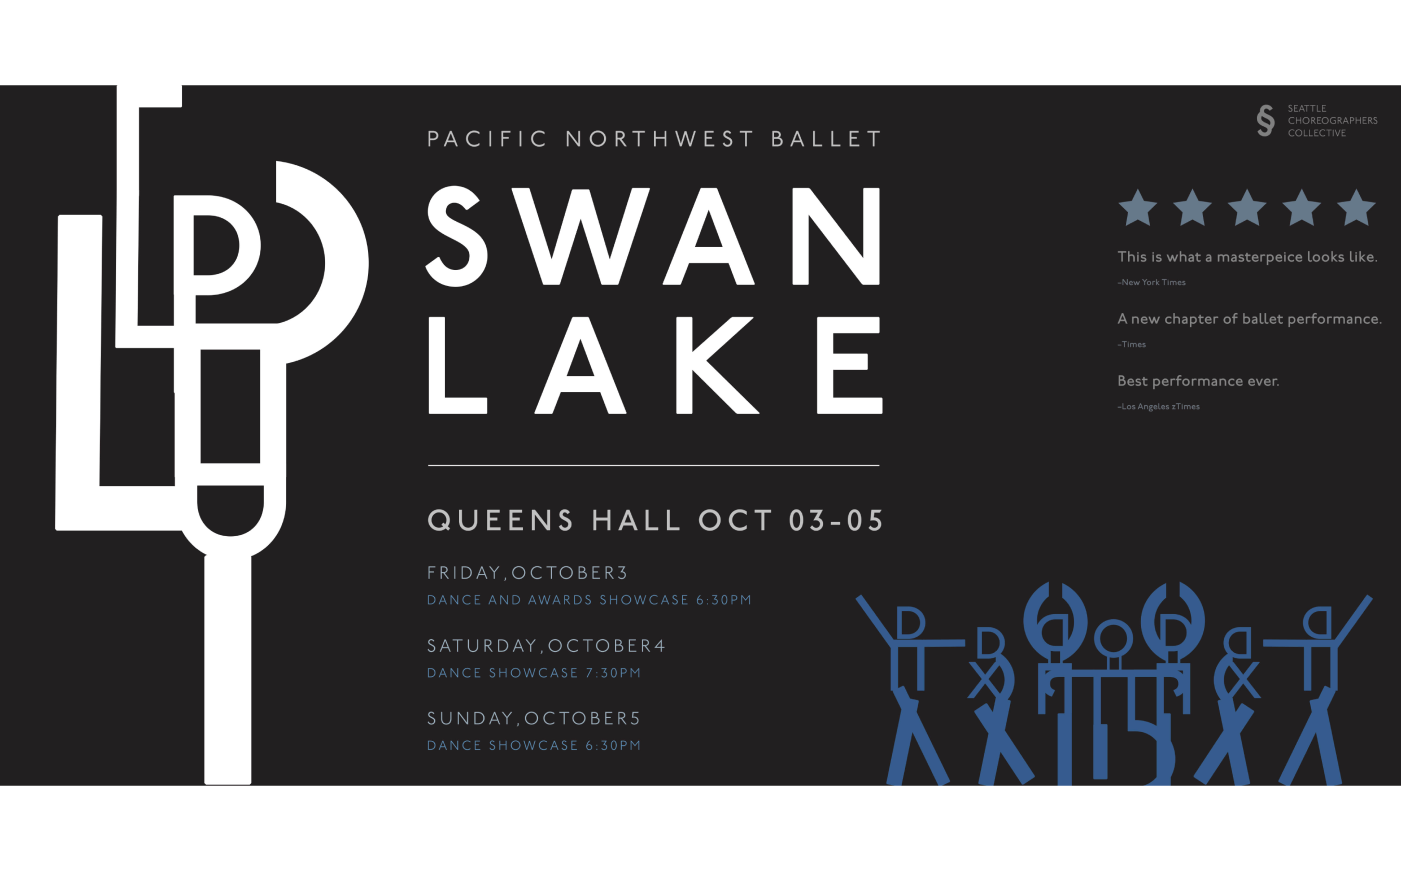 PACIFIC NORTHWEST BALLET
SWAN
LAKE
QUEENS HALL OCT 03-05
FRIDAY,OCTOBER3
DANCE AND AWARDS SHOWCASE 6:30PM
SATURDAY,OCTOBER4
DANCE SHOWCASE 7:30PM
SUNDAY,OCTOBER5
DANCE SHOWCASE 6:30PM
SEATTLE
CHOREOGRAPHERS
COLLECTIVE
This is what a masterpeice looks like.
-New York Times
A new chapter of ballet performance.
-Times
Best performance ever.
-Los Angeles zTimes